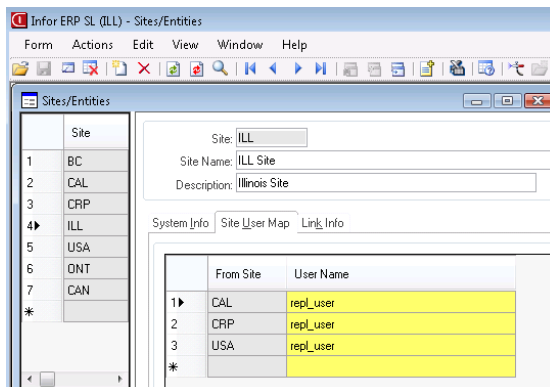 Infor ERP SL (ILL) - Sites/Entities
Form Actions Edit View Window Help
Sites/Entities
Site
1 BC
2 CAL
3 CRP
4 ILL
5 USA
6 ONT
7 CAN
Site: ILL
Site Name: ILL Site
Description: Illinois Site
System Info Site User Map Link Info
From Site User Name
1 CAL repl_user
2 CRP repl_user
3 USA repl_user